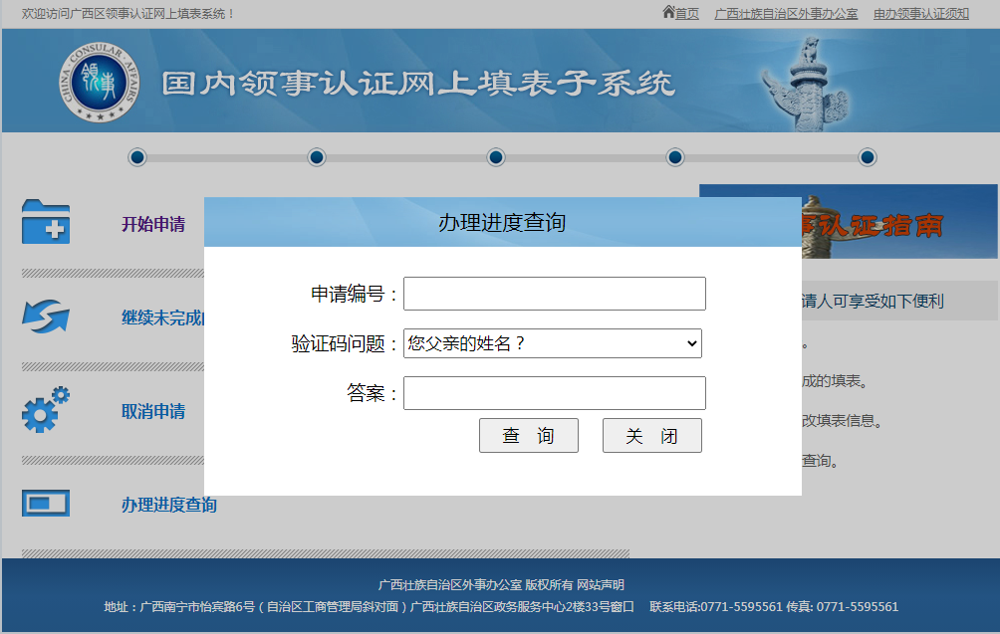 欢迎访问广西区领事认证网上填表系统！
首页 广西壮族自治区外事办公室 申办领事认证须知
CHINA CONSULAR AFFAIRS
领事
国内领事认证网上填表子系统
开始申请
事认证指南
办理进度查询
申请编号：
请人可享受如下便利
继续未完成的
验证码问题：您父亲的姓名？
。
成的填表。
取消申请
答案：
改填表信息。
查 询 关 闭
查询。
办理进度查询
广西壮族自治区外事办公室 版权所有 网站声明
地址：广西南宁市怡宾路6号（自治区工商管理局斜对面）广西壮族自治区政务服务中心2楼33号窗口 联系电话:0771-5595561 传真: 0771-5595561